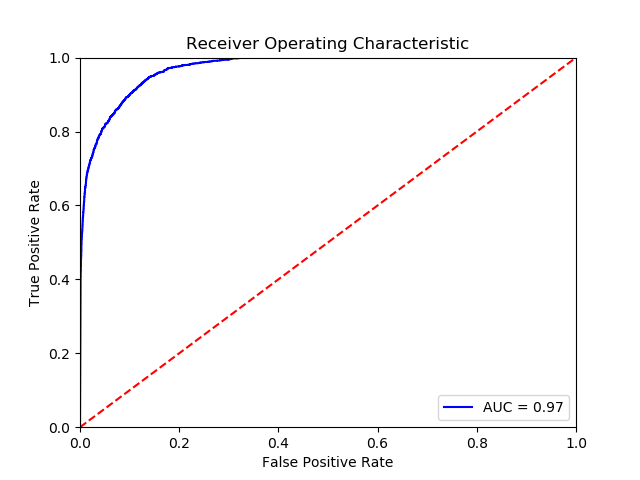 Receiver Operating Characteristic
1.0
0.8
0.6
0.4
0.2
0.0
True Positive Rate
AUC = 0.97
0.0 0.2 0.4 0.6 0.8 1.0
False Positive Rate